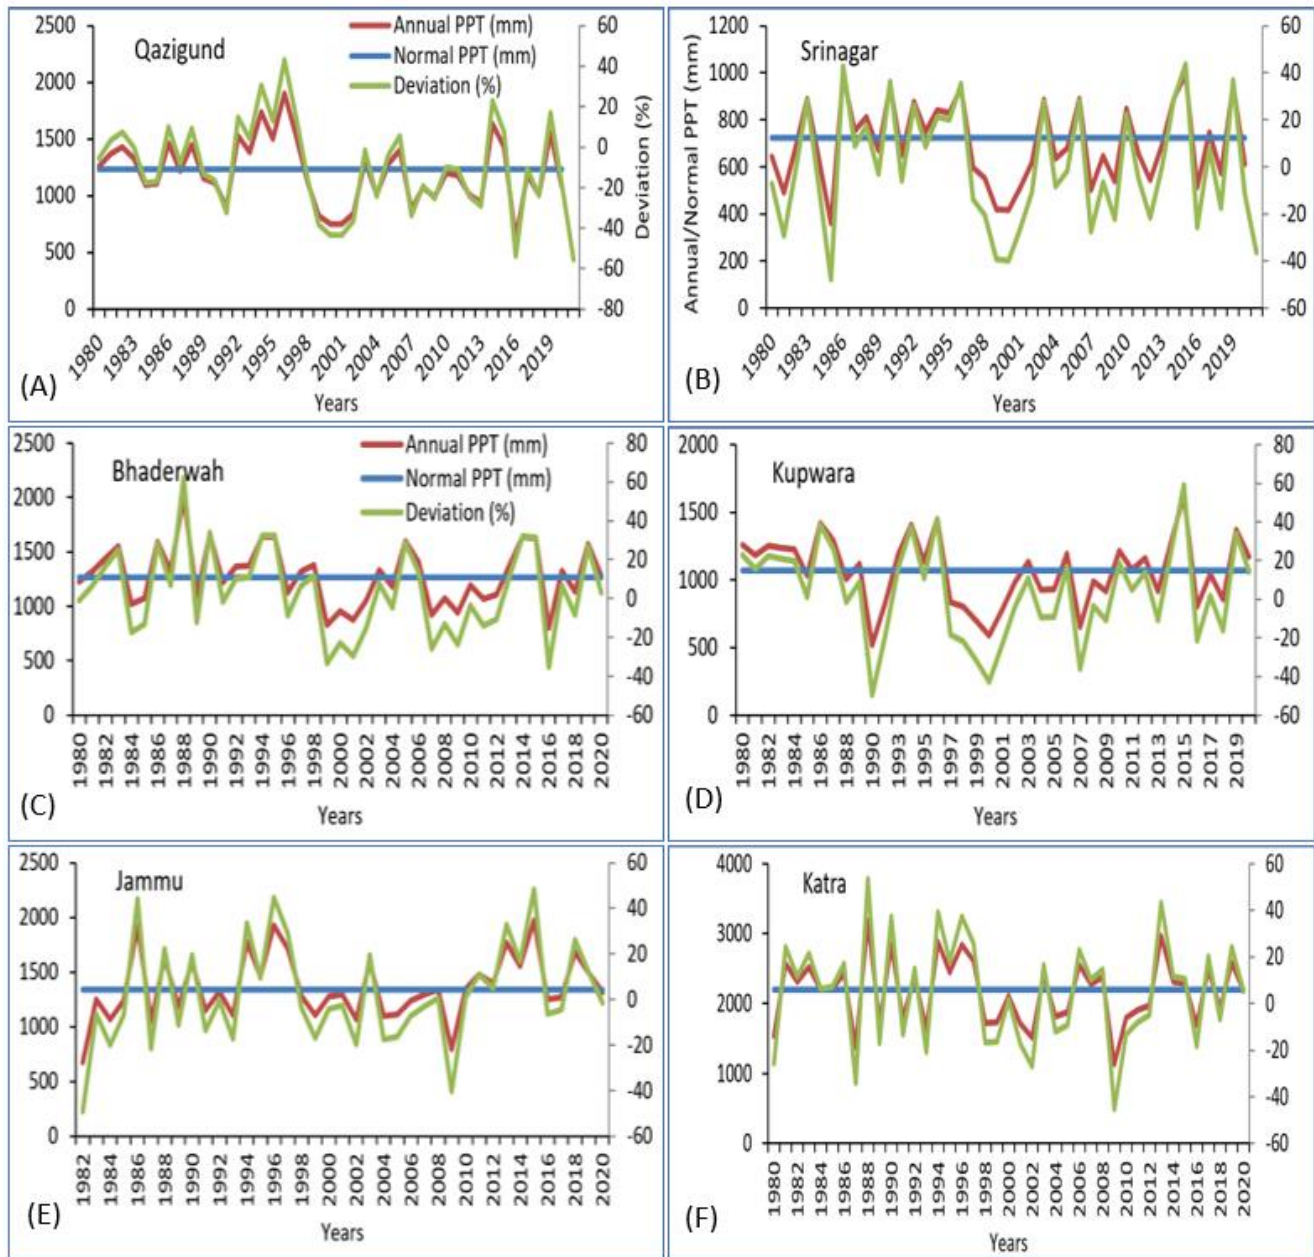 Qazigund
Annual PPT (mm)
Normal PPT (mm)
Deviation (%)
2500
2000
1500
1000
500
0
60
40
20
0
-20
-40
-60
-80
Deviation (%)
1980 1983 1986 1989 1992 1995 1998 2001 2004 2007 2010 2013 2016 2019
(A)
Years
Srinagar
Annual/Normal PPT (mm)
1200
1000
800
600
400
200
0
60
40
20
0
-20
-40
-60
1980 1983 1986 1989 1992 1995 1998 2001 2004 2007 2010 2013 2016 2019
(B)
Years
Bhaderwah
Annual PPT (mm)
Normal PPT (mm)
Deviation (%)
2500
2000
1500
1000
500
0
80
60
40
20
0
-20
-40
-60
1980 1982 1984 1986 1988 1990 1992 1994 1996 1998 2000 2002 2004 2006 2008 2010 2012 2014 2016 2018 2020
(C)
Years
Kupwara
2000
1500
1000
500
0
80
60
40
20
0
-20
-40
-60
1980 1982 1984 1986 1988 1990 1993 1995 1997 1999 2001 2003 2005 2007 2009 2011 2013 2015 2017 2019
(D)
Years
Jammu
2500
2000
1500
1000
500
0
60
40
20
0
-20
-40
-60
1982 1984 1986 1988 1990 1992 1994 1996 1998 2000 2002 2004 2006 2008 2010 2012 2014 2016 2018 2020
(E)
Years
Katra
4000
3000
2000
1000
0
60
40
20
0
-20
-40
-60
1980 1982 1984 1986 1988 1990 1992 1994 1996 1998 2000 2002 2004 2006 2008 2010 2012 2014 2016 2018 2020
(F)
Years